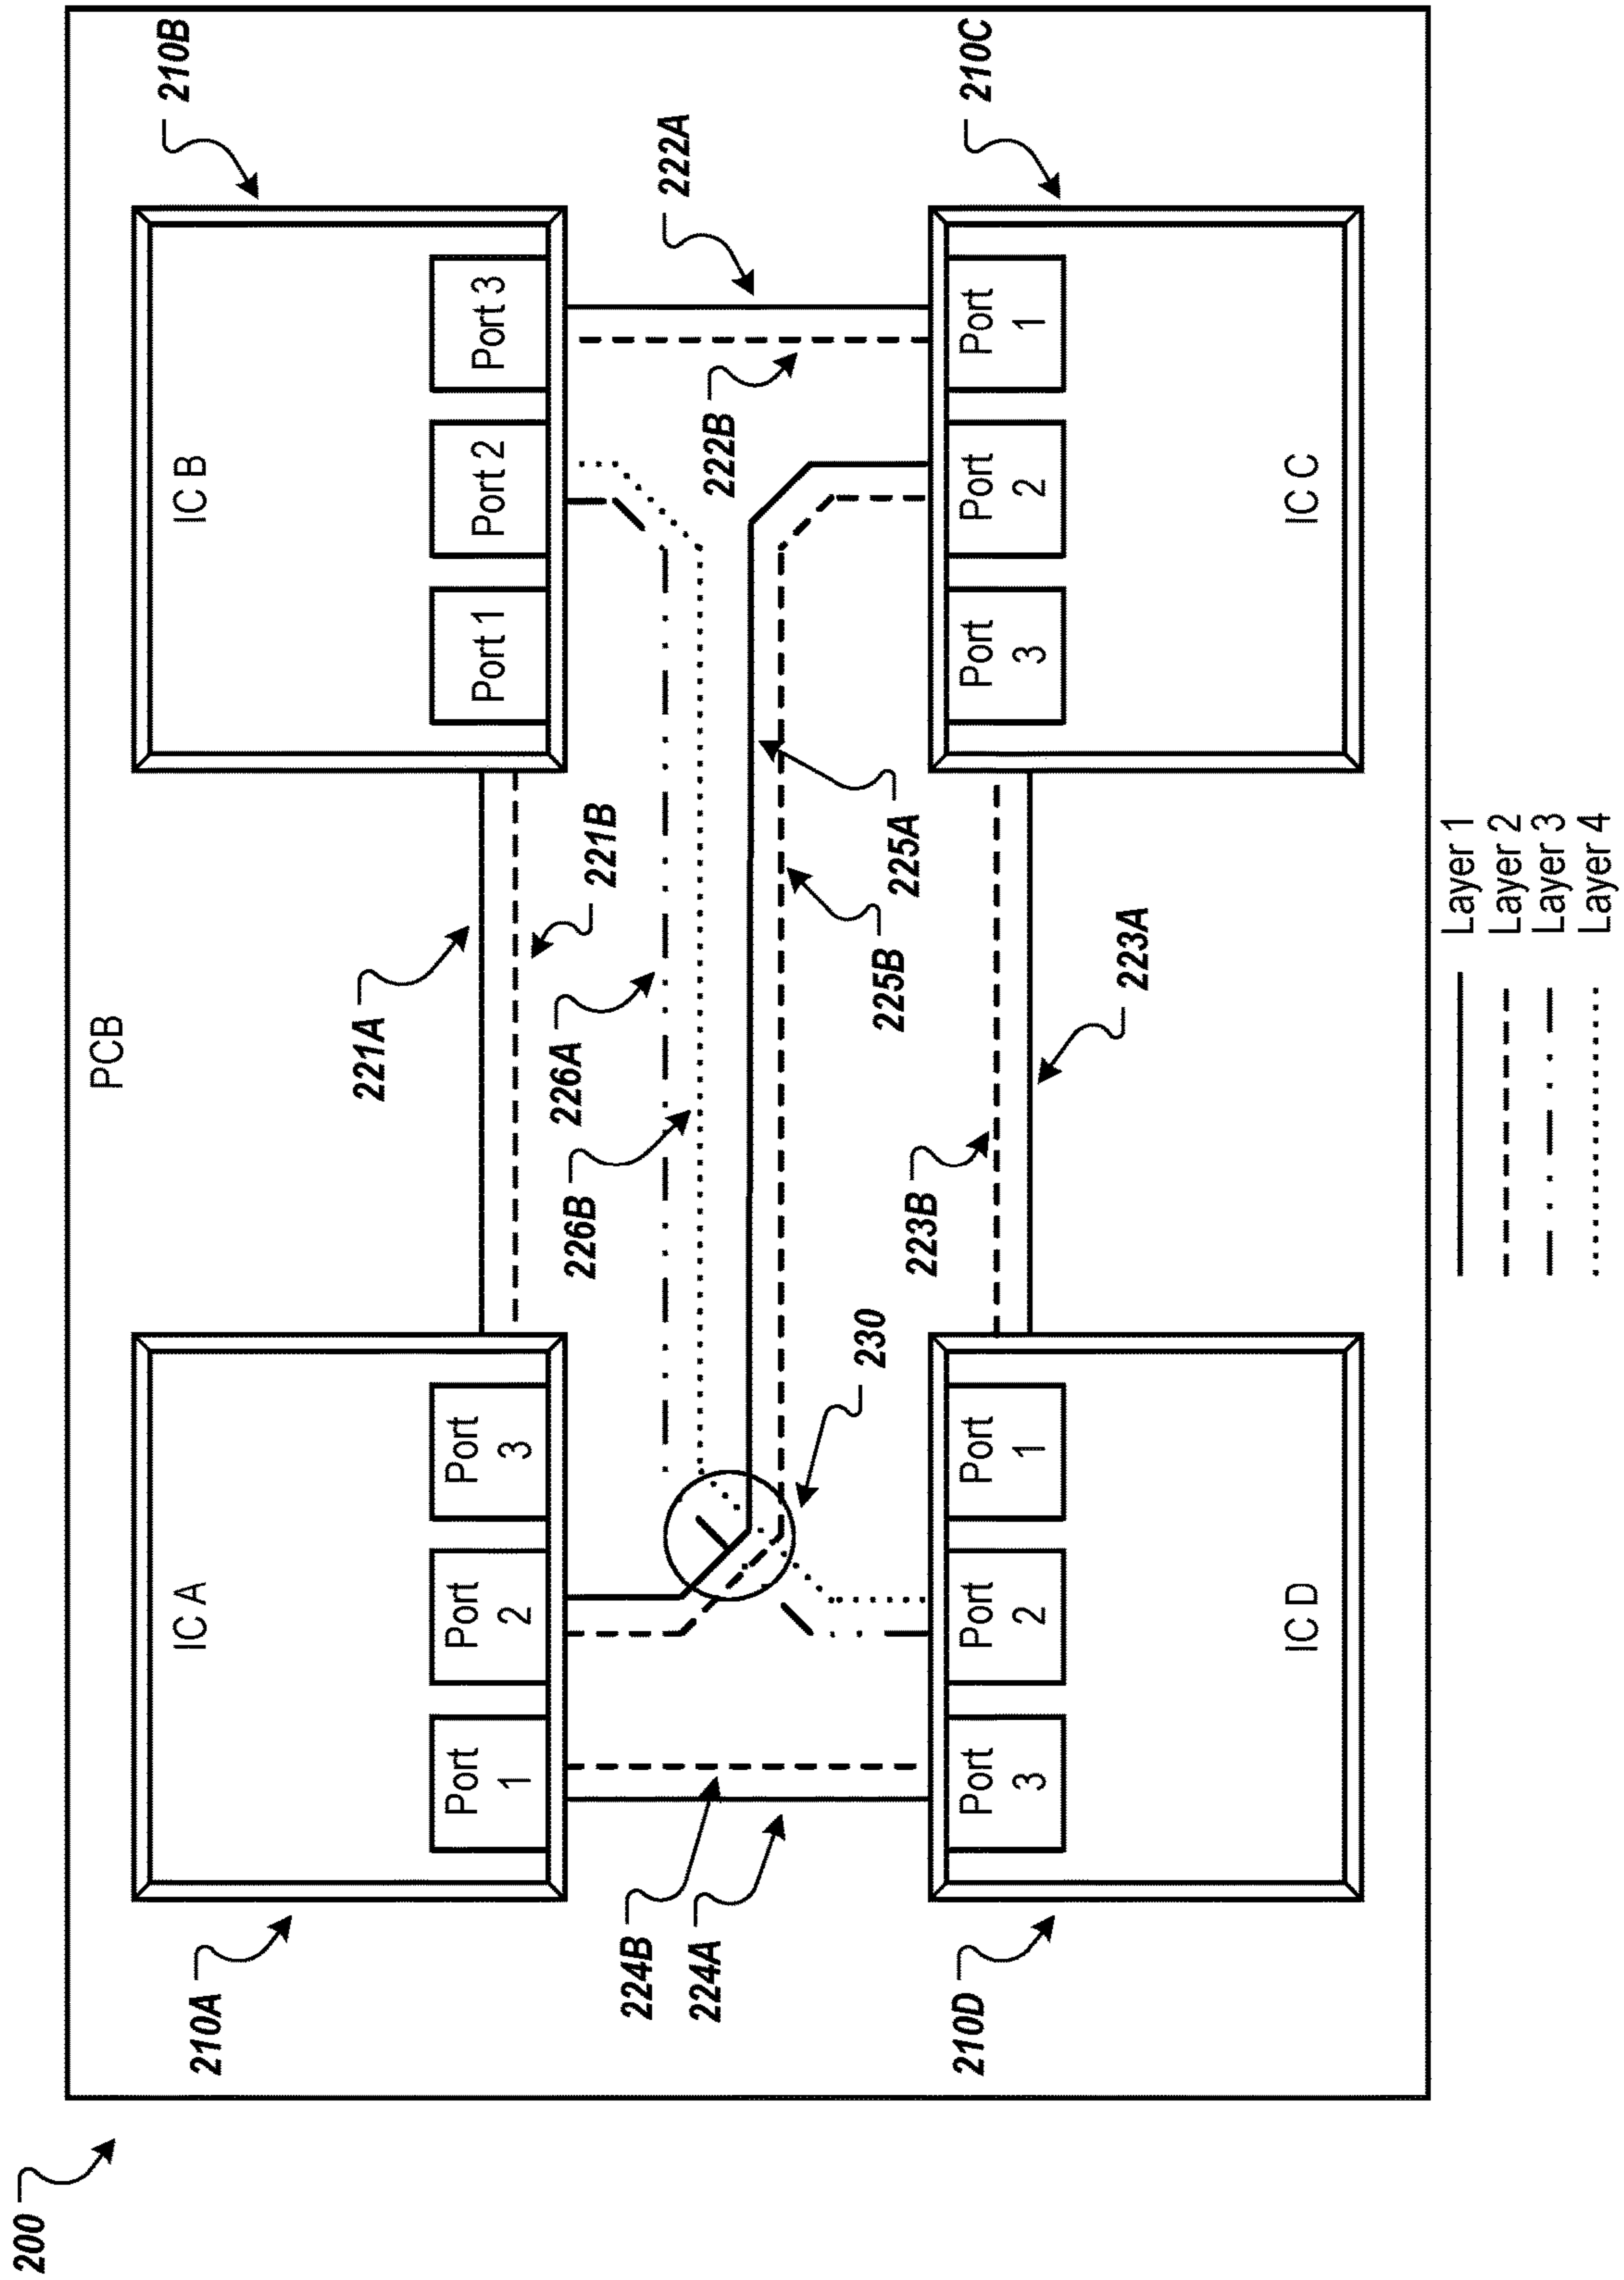 200
PCB
210A
210B
IC A
IC B
Port
1
Port
2
Port
3
Port 1
Port 2
Port 3
221A
221B
226A
226B
224B
224A
222A
222B
225A
225B
230
223B
223A
210D
210C
Port
3
Port
2
Port
1
Port
3
Port
2
Port
1
IC D
IC C
Layer 1
Layer 2
Layer 3
Layer 4